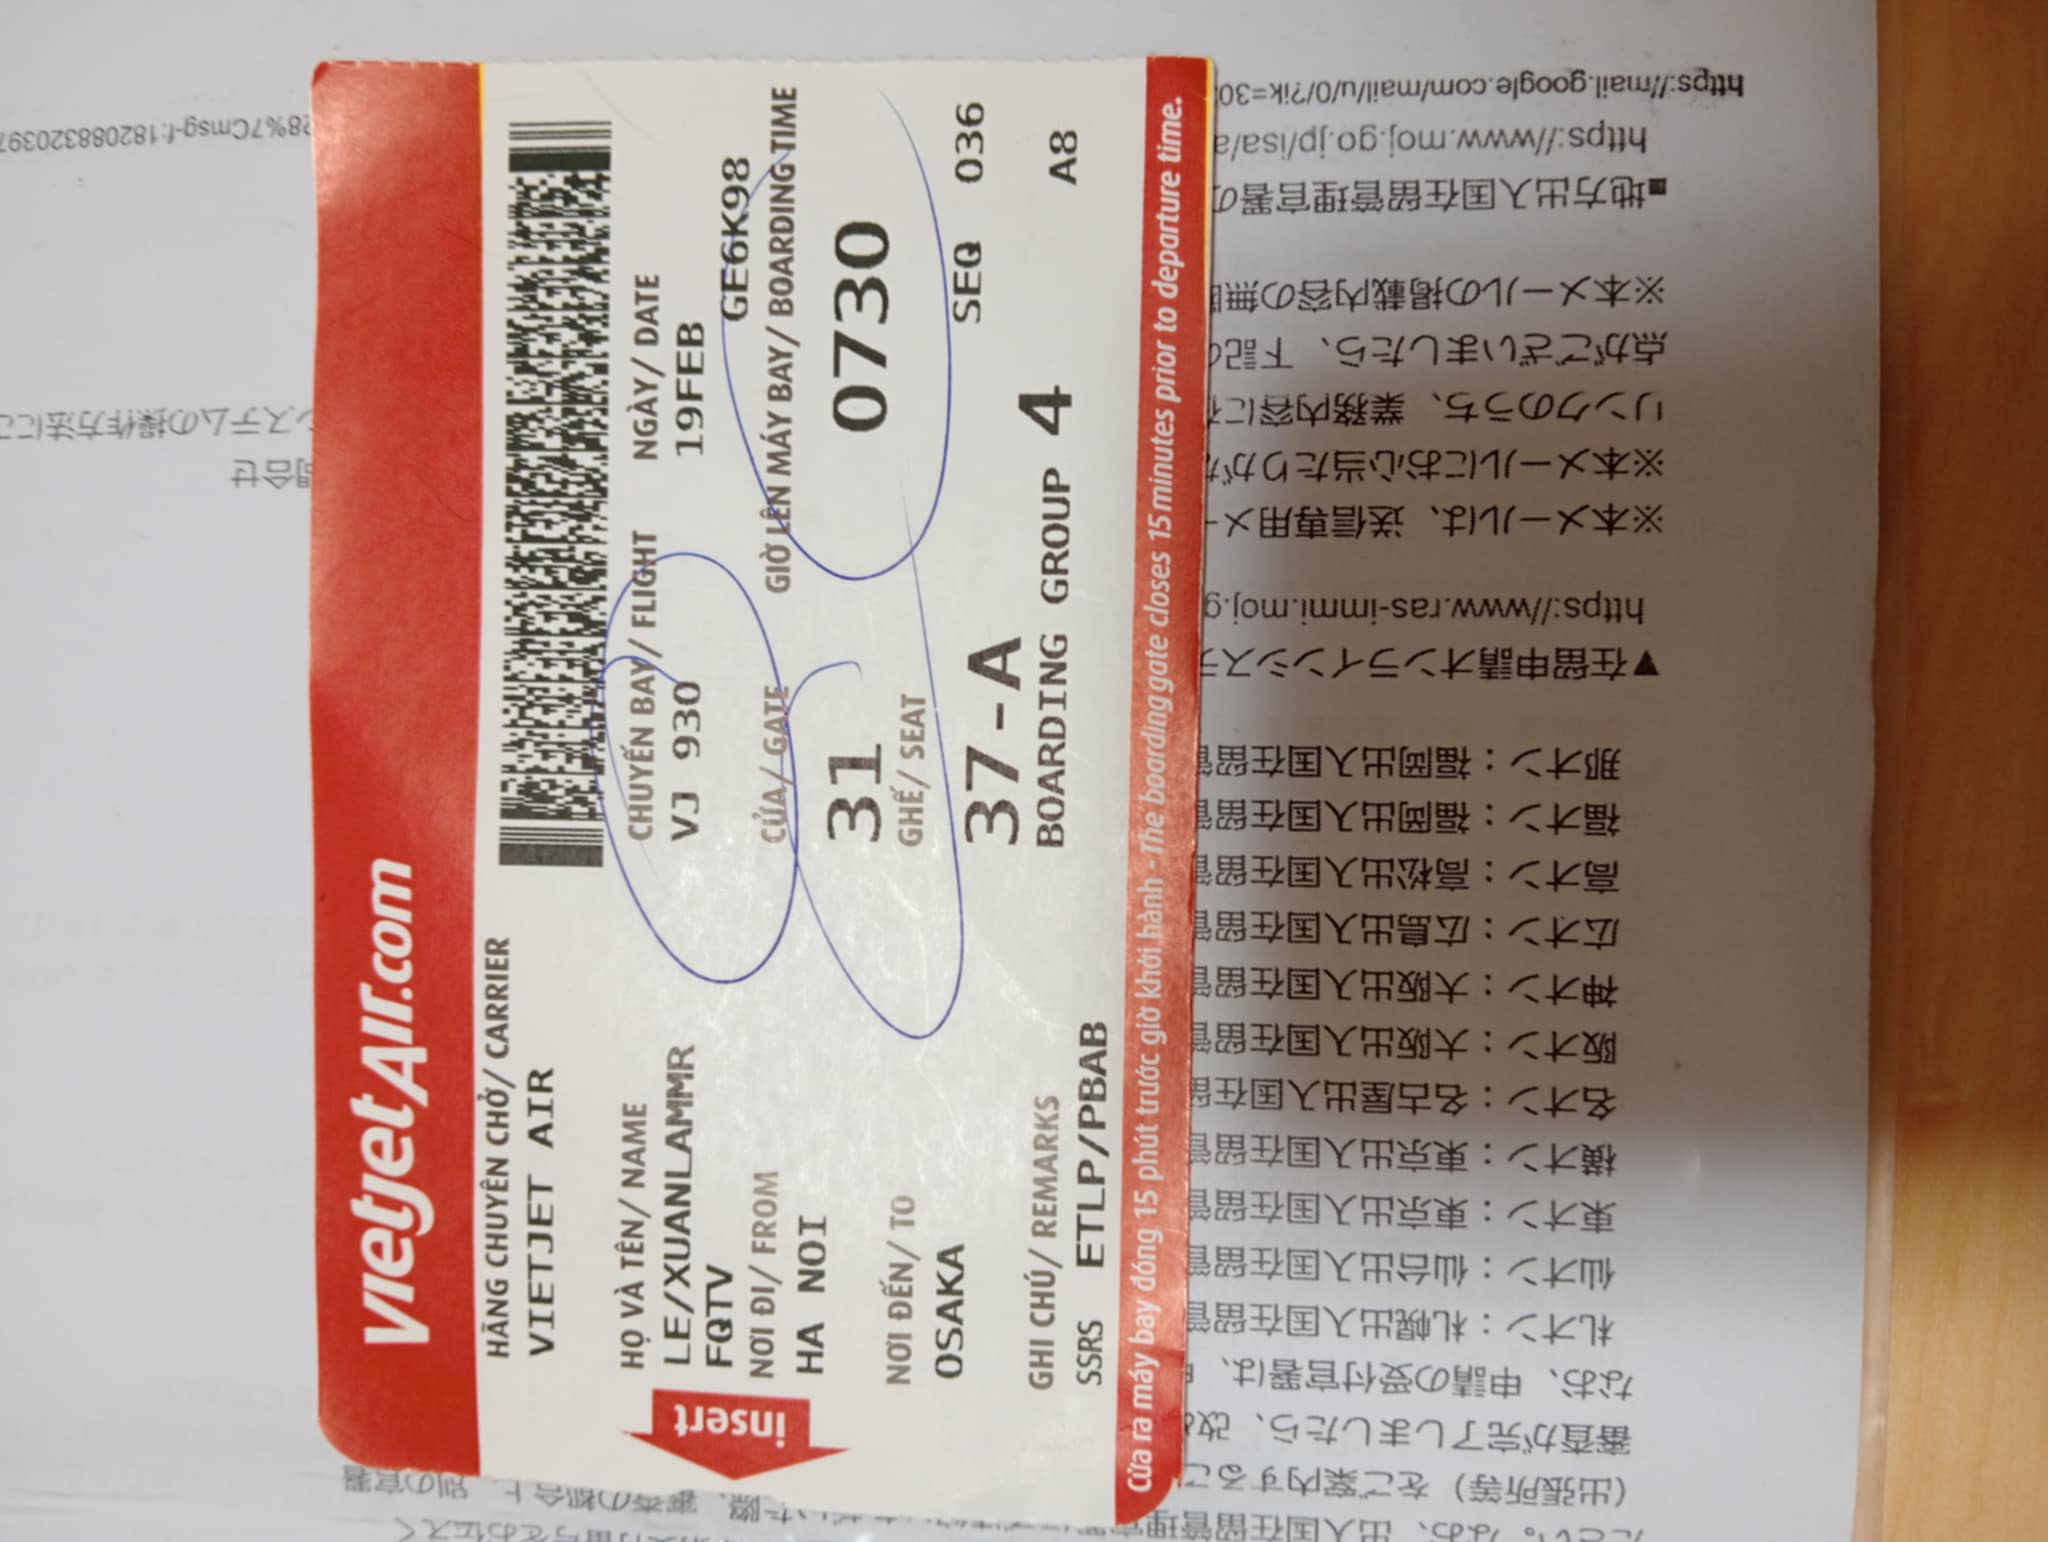 vietjetAir.com
HÃNG CHUYÊN CHỞ/ CARRIER
VIETJET AIR
HỌ VÀ TÊN/ NAME
LE/XUANLAMMR
FQTV
NƠI ĐI/ FROM
HA NOI
NƠI ĐẾN/ TO
OSAKA
GHI CHÚ/ REMARKS
SSRS ETLP/PBAB
insert
CHUYẾN BAY/ FLIGHT NGÀY/ DATE
VJ 930 19FEB
GE6K98
CỬA/ GATE GIỜ LÊN MÁY BAY/ BOARDING TIME
31 0730
GHẾ/ SEAT
37-A SEQ 036
BOARDING GROUP 4 A8
Cửa ra máy bay đóng 15 phút trước giờ khởi hành - The boarding gate closes 15 minutes prior to departure time.
(出張所等)をご案内するこ
審査が完了しましたら、改め
なお、申請の受付官署は、
札オン：札幌出入国在留管
仙オン：仙台出入国在留管
東オン：東京出入国在留管
横オン：東京出入国在留管
名オン：名古屋出入国在留
阪オン：大阪出入国在留管
神オン：大阪出入国在留管
広オン：広島出入国在留管
高オン：高松出入国在留管
福オン：福岡出入国在留管
那オン：福岡出入国在留管
▼在留申請オンラインシス
https://www.ras-immi.moj.g
※本メールは、送信専用メー
※本メールにお心当たりがな
リンクのうち、業務内容に
点がございましたら、下記の
※本メールの掲載内容の無断
■地方出入国在留管理官署の
https://www.moj.go.jp/isa/a
https://mail.google.com/mail/u/0/?ik=30
28%7Cmsg-f:182088320397
ステムの操作方法にこ
合せ